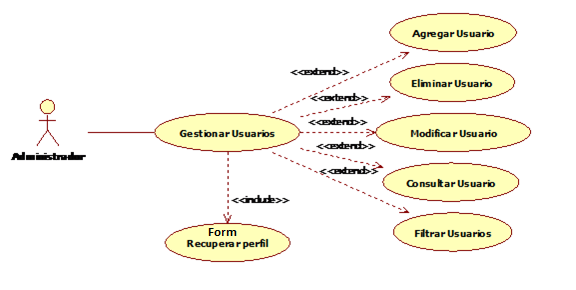 Agregar Usuario
<<extend>>
Eliminar Usuario
<<extend>>
<<extend>>
Gestionar Usuarios
Modificar Usuario
<<extend>>
Administrador
<<extend>>
Consultar Usuario
<<include>>
Form
Recuperar perfil
Filtrar Usuarios